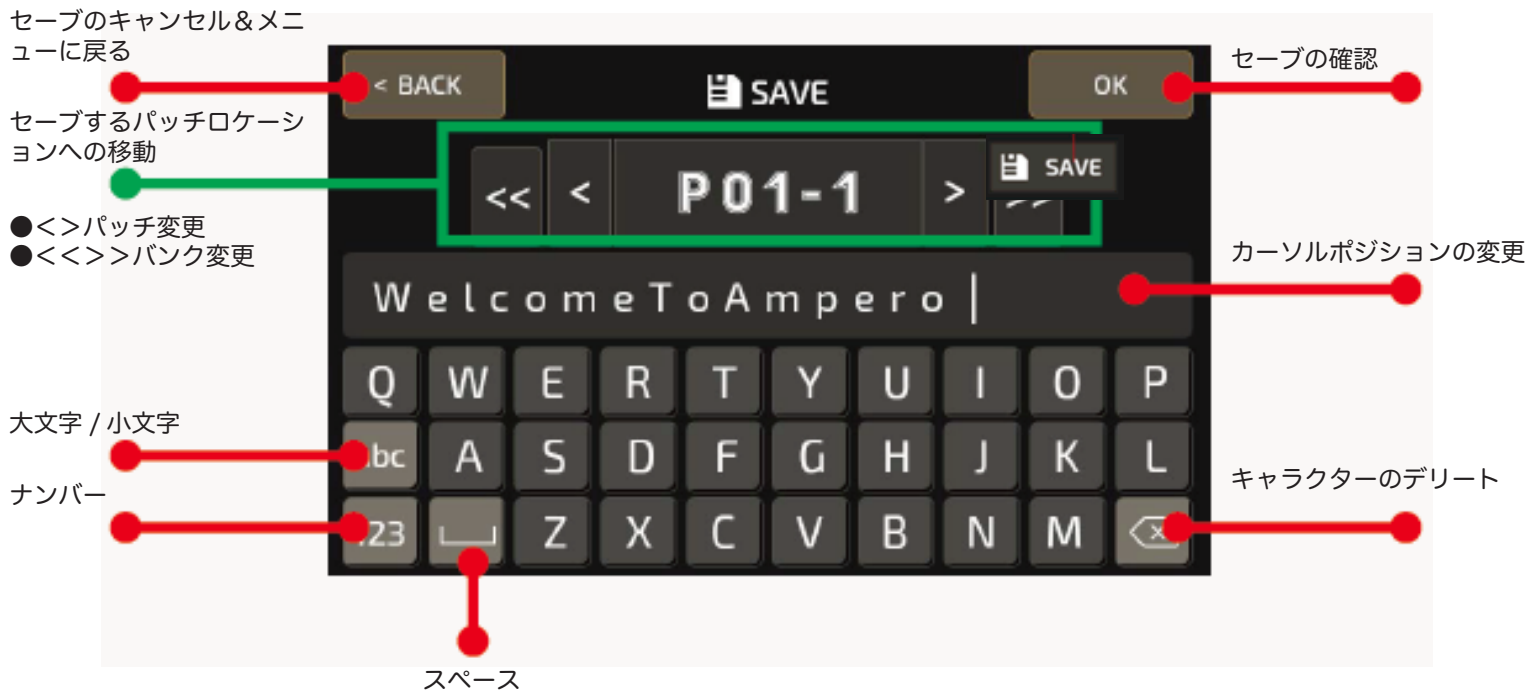 セーブのキャンセル＆メニ
ューに戻る
セーブするパッチロケーシ
ョンへの移動
●＜＞パッチ変更
●＜＜＞＞バンク変更
大文字 / 小文字
ナンバー
< BACK
SAVE
OK
<< < P01-1 >
SAVE
WelcomeToAmpero
Q W E R T Y U I O P
abc A S D F G H J K L
123 Z X C V B N M
セーブの確認
カーソルポジションの変更
キャラクターのデリート
スペース